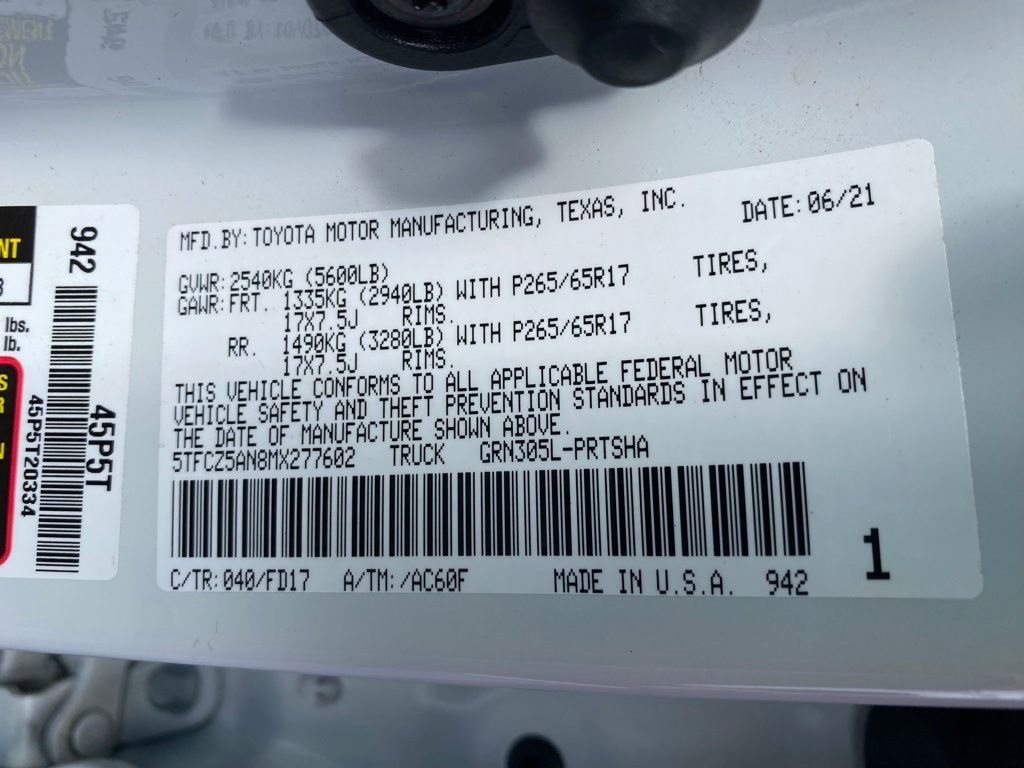 MFD.BY:TOYOTA MOTOR MANUFACTURING, TEXAS, INC. DATE:06/21
GVWR:2540KG (5600LB)
GAWR:FRT. 1335KG (2940LB) WITH P265/65R17 TIRES,
17X7.5J RIMS.
RR. 1490KG (3280LB) WITH P265/65R17 TIRES,
17X7.5J RIMS.
THIS VEHICLE CONFORMS TO ALL APPLICABLE FEDERAL MOTOR
VEHICLE SAFETY AND THEFT PREVENTION STANDARDS IN EFFECT ON
THE DATE OF MANUFACTURE SHOWN ABOVE.
5TFCZ5AN8MX277602 TRUCK GRN305L-PRTSHA
C/TR:040/FD17 A/TM:/AC60F MADE IN U.S.A. 942
1
942
45P5T
45P5T20334
lbs.
lb.